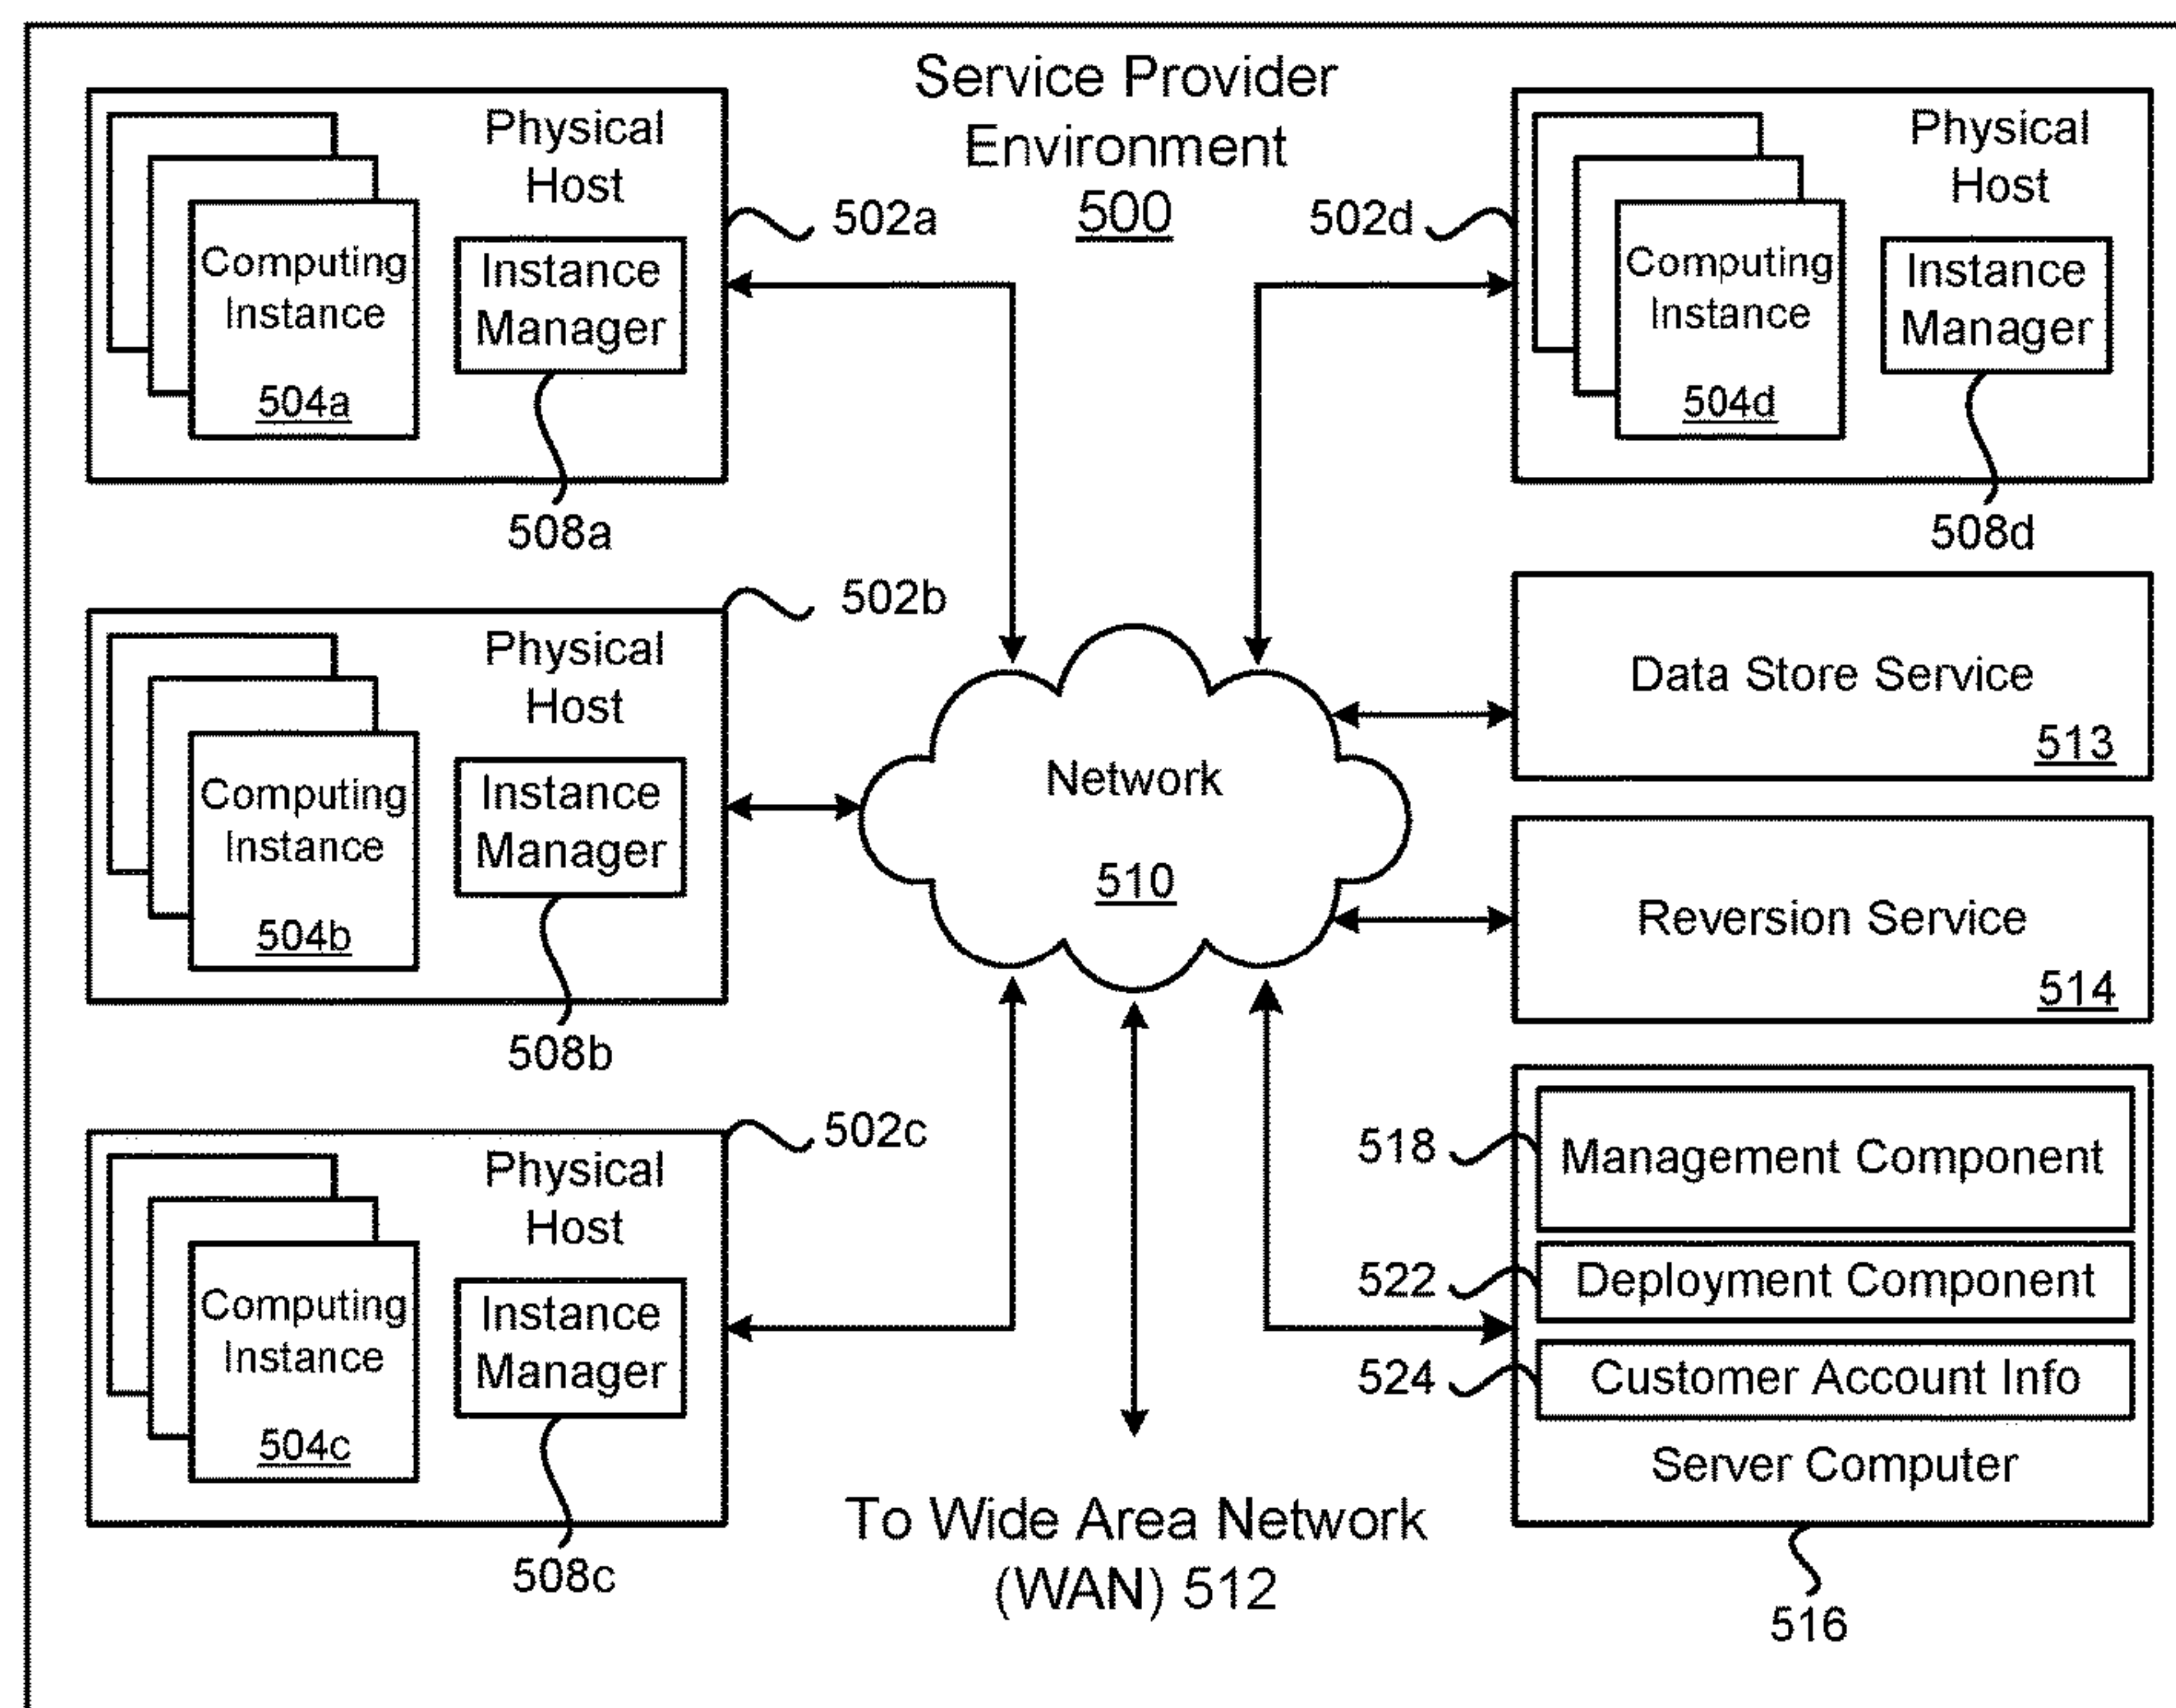 Service Provider
Environment
500
Physical
Host
502a
Computing
Instance
504a
Instance
Manager
508a
Physical
Host
502d
Computing
Instance
504d
Instance
Manager
508d
Physical
Host
502b
Computing
Instance
504b
Instance
Manager
508b
Network
510
Data Store Service
513
Reversion Service
514
Physical
Host
502c
Computing
Instance
504c
Instance
Manager
508c
To Wide Area Network
(WAN) 512
518
Management Component
522
Deployment Component
524
Customer Account Info
Server Computer
516